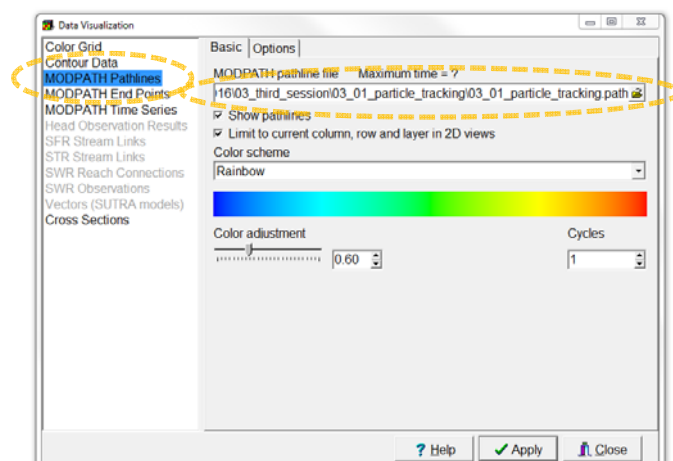 Data Visualization
Color Grid
Contour Data
MODPATH Pathlines
MODPATH End Points
MODPATH Time Series
Head Observation Results
SFR Stream Links
STR Stream Links
SWR Reach Connections
SWR Observations
Vectors (SUTRA models)
Cross Sections
Basic Options
MODPATH pathline file Maximum time = ?
16\03_third_session\03_01_particle_tracking\03_01_particle_tracking.path
Show pathlines
Limit to current column, row and layer in 2D views
Color scheme
Rainbow
Color adjustment Cycles
0.60 1
? Help Apply Close